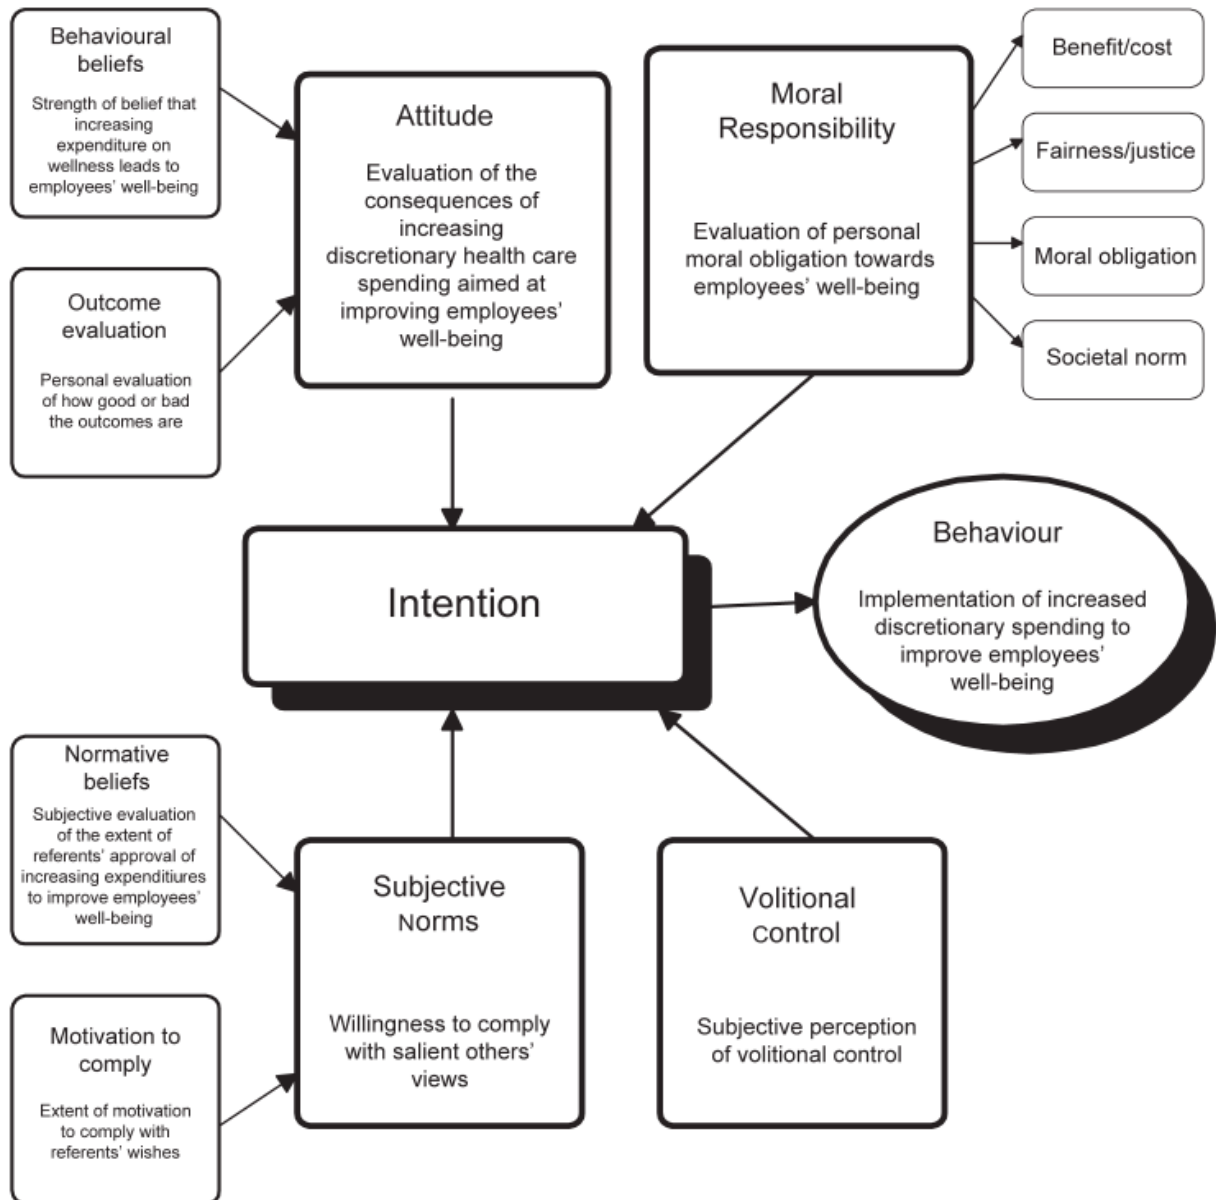 Behavioural
beliefs
Strength of belief that
increasing
expenditure on
wellness leads to
employees' well-being
Outcome
evaluation
Personal evaluation
of how good or bad
the outcomes are
Attitude
Evaluation of the
consequences of
increasing
discretionary health care
spending aimed at
improving employees'
well-being
Moral
Responsibility
Evaluation of personal
moral obligation towards
employees' well-being
Benefit/cost
Fairness/justice
Moral obligation
Societal norm
Intention
Behaviour
Implementation of increased
discretionary spending to
improve employees'
well-being
Normative
beliefs
Subjective evaluation
of the extent of
referents' approval of
increasing expenditiures
to improve employees'
well-being
Motivation to
comply
Extent of motivation
to comply with
referents' wishes
Subjective
Norms
Willingness to comply
with salient others'
views
Volitional
control
Subjective perception
of volitional control